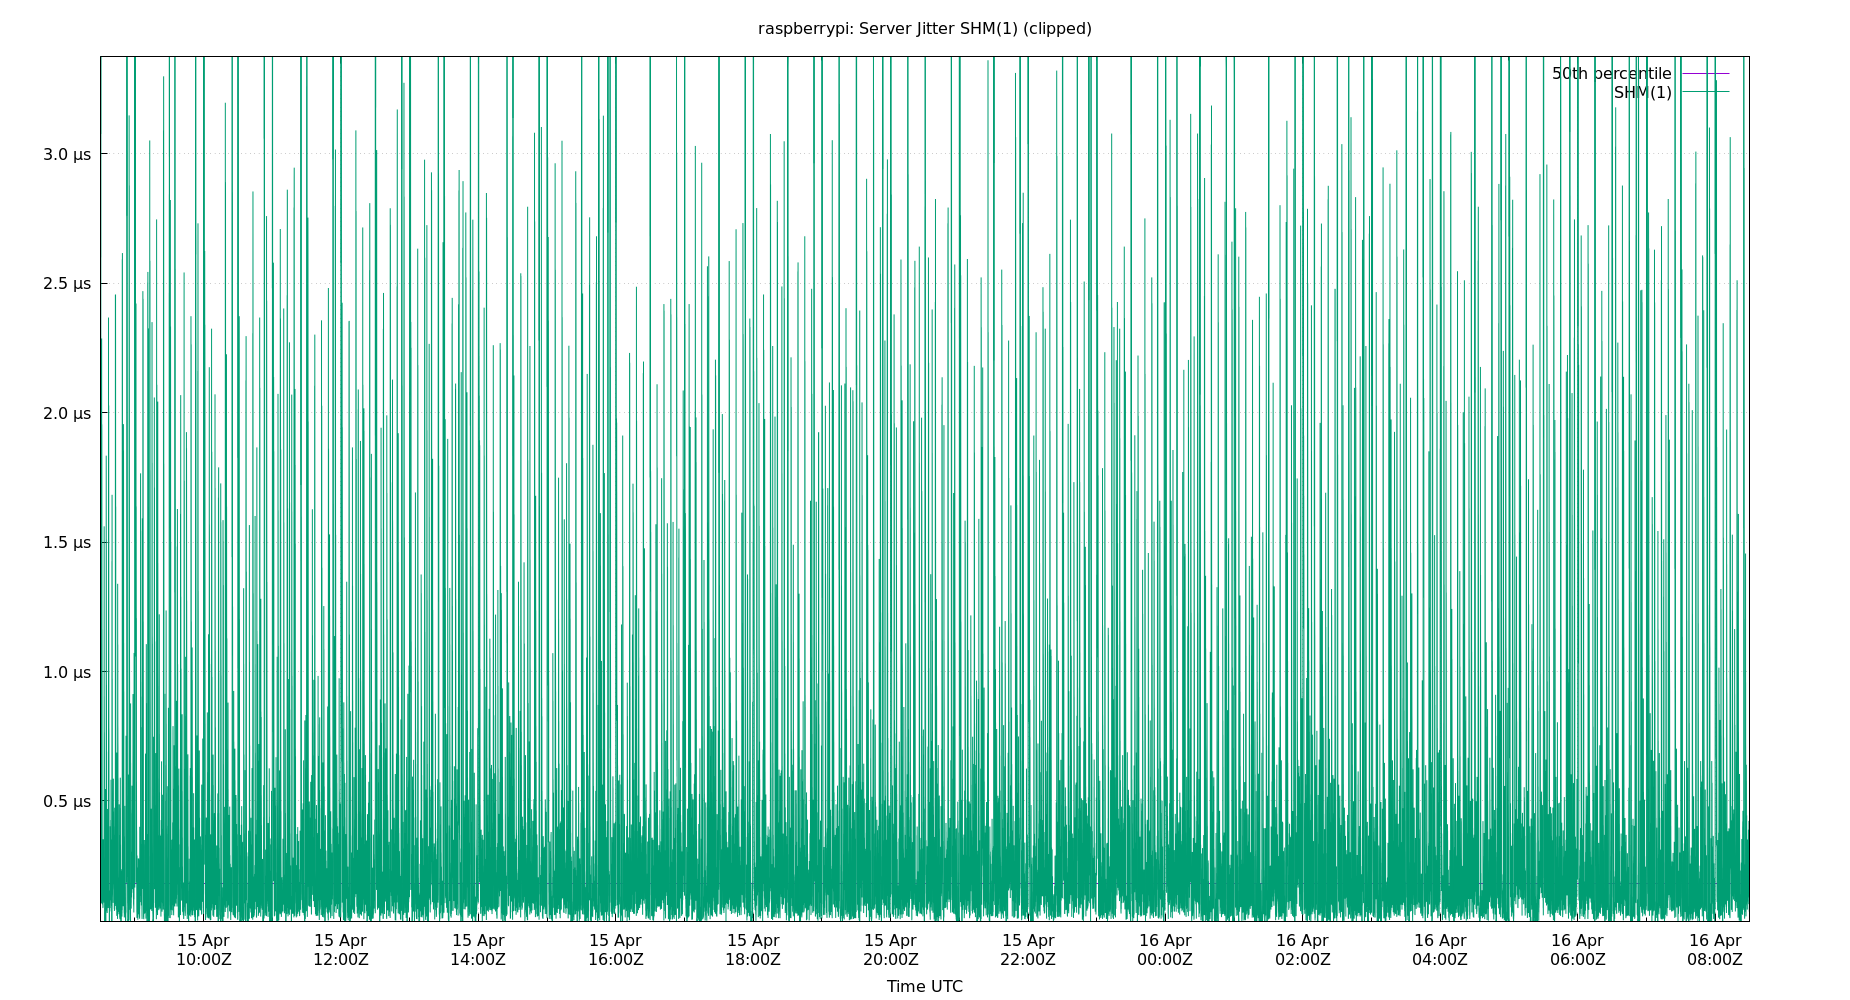 raspberrypi: Server Jitter SHM(1) (clipped)
50th percentile
SHM(1)
3.0 µs
2.5 µs
2.0 µs
1.5 µs
1.0 µs
0.5 µs
15 Apr 15 Apr 15 Apr 15 Apr 15 Apr 15 Apr 15 Apr 16 Apr 16 Apr 16 Apr 16 Apr 16 Apr
10:00Z 12:00Z 14:00Z 16:00Z 18:00Z 20:00Z 22:00Z 00:00Z 02:00Z 04:00Z 06:00Z 08:00Z
Time UTC